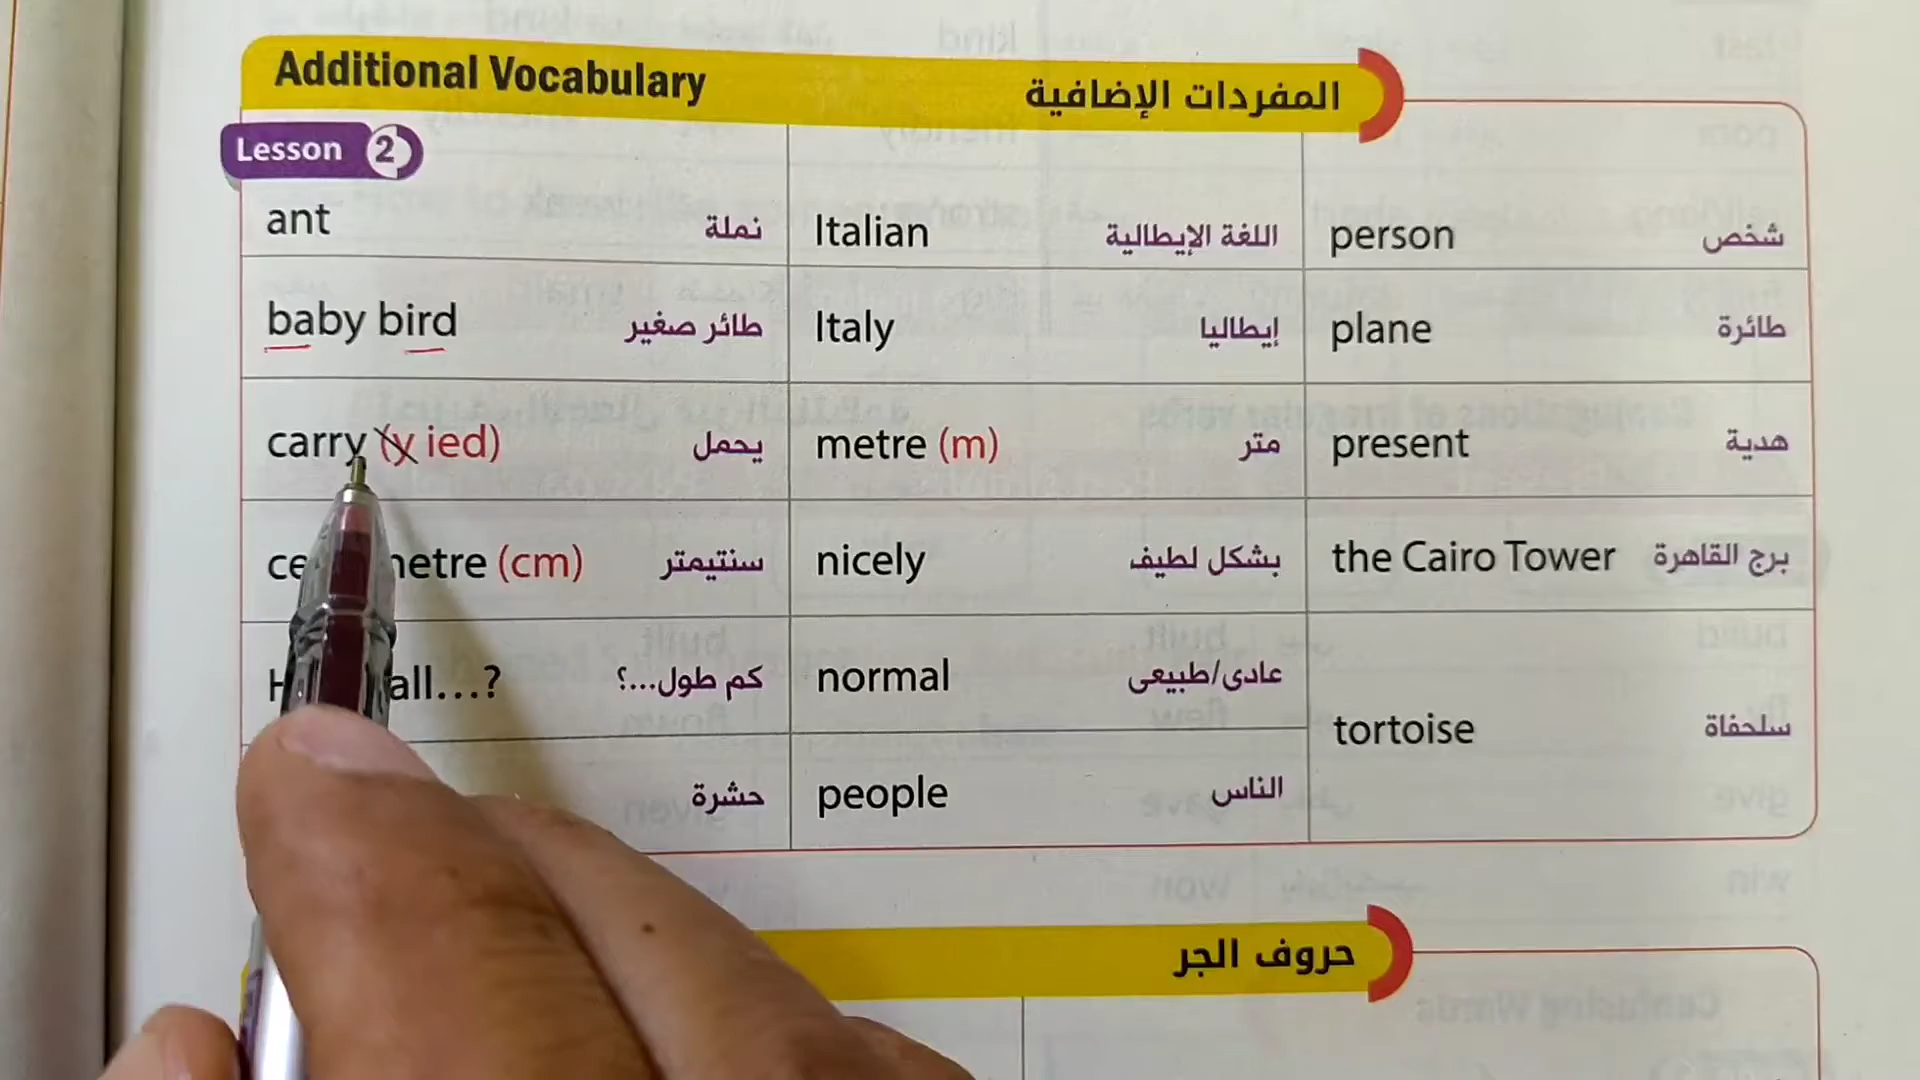 Additional Vocabulary المفردات الإضافية
Lesson 2
ant نملة
Italian اللغة الإيطالية
person شخص
baby bird طائر صغير
Italy إيطاليا
plane طائرة
carry (y ied) يحمل
metre (m) متر
present هدية
(cm) سنتيمتر
nicely بشكل لطيف
the Cairo Tower برج القاهرة
all...? كم طول...؟
normal عادى/طبيعى
tortoise سلحفاة
حشرة
people الناس
حروف الجر